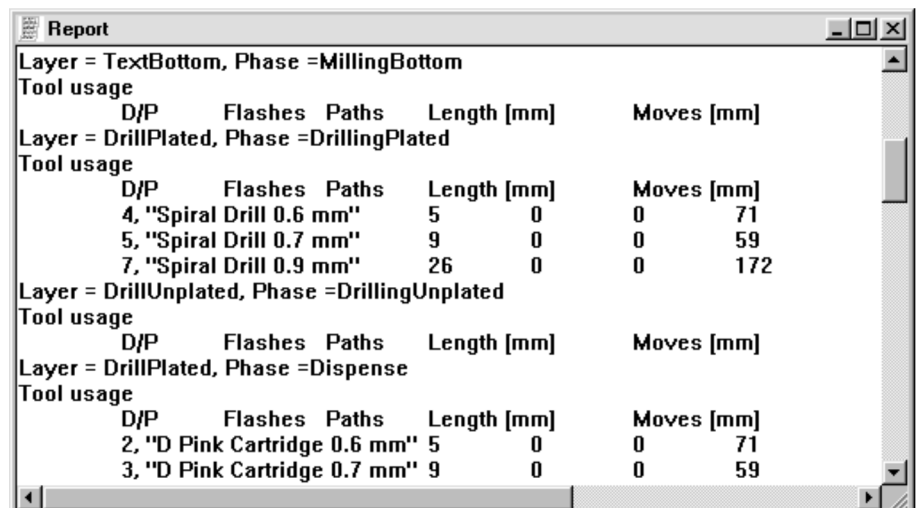 Report
Layer = TextBottom, Phase =MillingBottom
Tool usage
D/P Flashes Paths Length [mm] Moves [mm]
Layer = DrillPlated, Phase =DrillingPlated
Tool usage
D/P Flashes Paths Length [mm] Moves [mm]
4, "Spiral Drill 0.6 mm" 5 0 0 71
5, "Spiral Drill 0.7 mm" 9 0 0 59
7, "Spiral Drill 0.9 mm" 26 0 0 172
Layer = DrillUnplated, Phase =DrillingUnplated
Tool usage
D/P Flashes Paths Length [mm] Moves [mm]
Layer = DrillPlated, Phase =Dispense
Tool usage
D/P Flashes Paths Length [mm] Moves [mm]
2, "D Pink Cartridge 0.6 mm" 5 0 0 71
3, "D Pink Cartridge 0.7 mm" 9 0 0 59